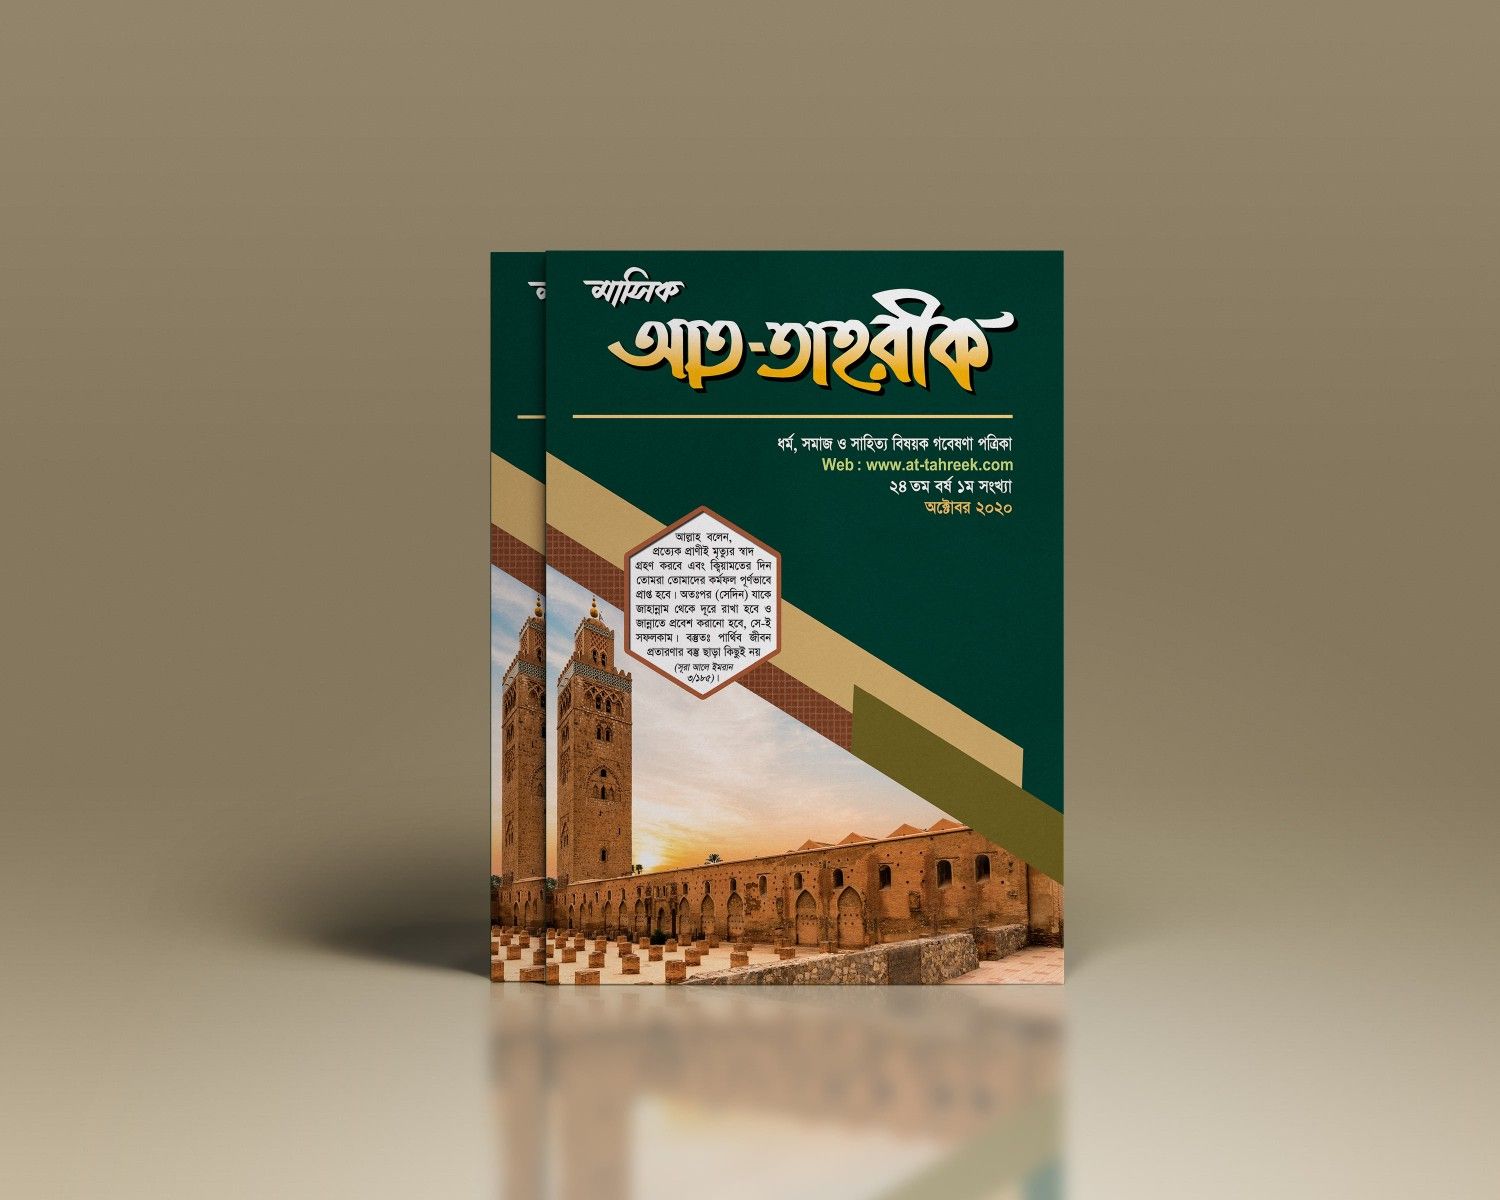 মাসিক
আত-তাহরীক
ধর্ম, সমাজ ও সাহিত্য বিষয়ক গবেষণা পত্রিকা
Web : www.at-tahreek.com
২৪ তম বর্ষ ১ম সংখ্যা
অক্টোবর ২০২০
আল্লাহ বলেন,
প্রত্যেক প্রাণীই মৃত্যুর স্বাদ
গ্রহণ করবে এবং ক্বিয়ামতের দিন
তোমরা তোমাদের কর্মফল পূর্ণভাবে
প্রাপ্ত হবে। অতঃপর (সেদিন) যাকে
জাহান্নাম থেকে দূরে রাখা হবে ও
জান্নাতে প্রবেশ করানো হবে, সে-ই
সফলকাম। বস্তুতঃ পার্থিব জীবন
প্রতারণার বস্তু ছাড়া কিছুই নয়
(সূরা আলে ইমরান
৩/১৮৫)।